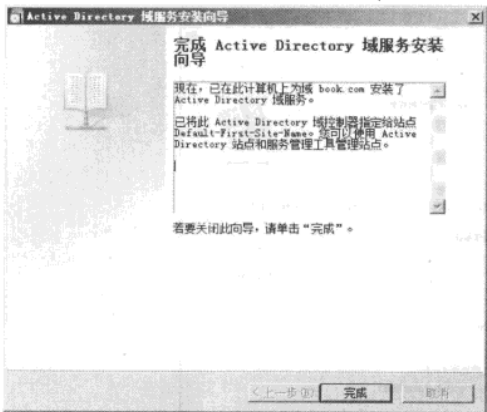 Active Directory 域服务安装向导
完成 Active Directory 域服务安装
向导
现在，已在此计算机上为域 book.com 安装了
Active Directory 域服务。
已将此 Active Directory 域控制器指定给站点
Default-First-Site-Name。您可以使用 Active
Directory 站点和服务管理工具管理站点。
若要关闭此向导，请单击“完成”。
< 上一步(B) 完成 取消